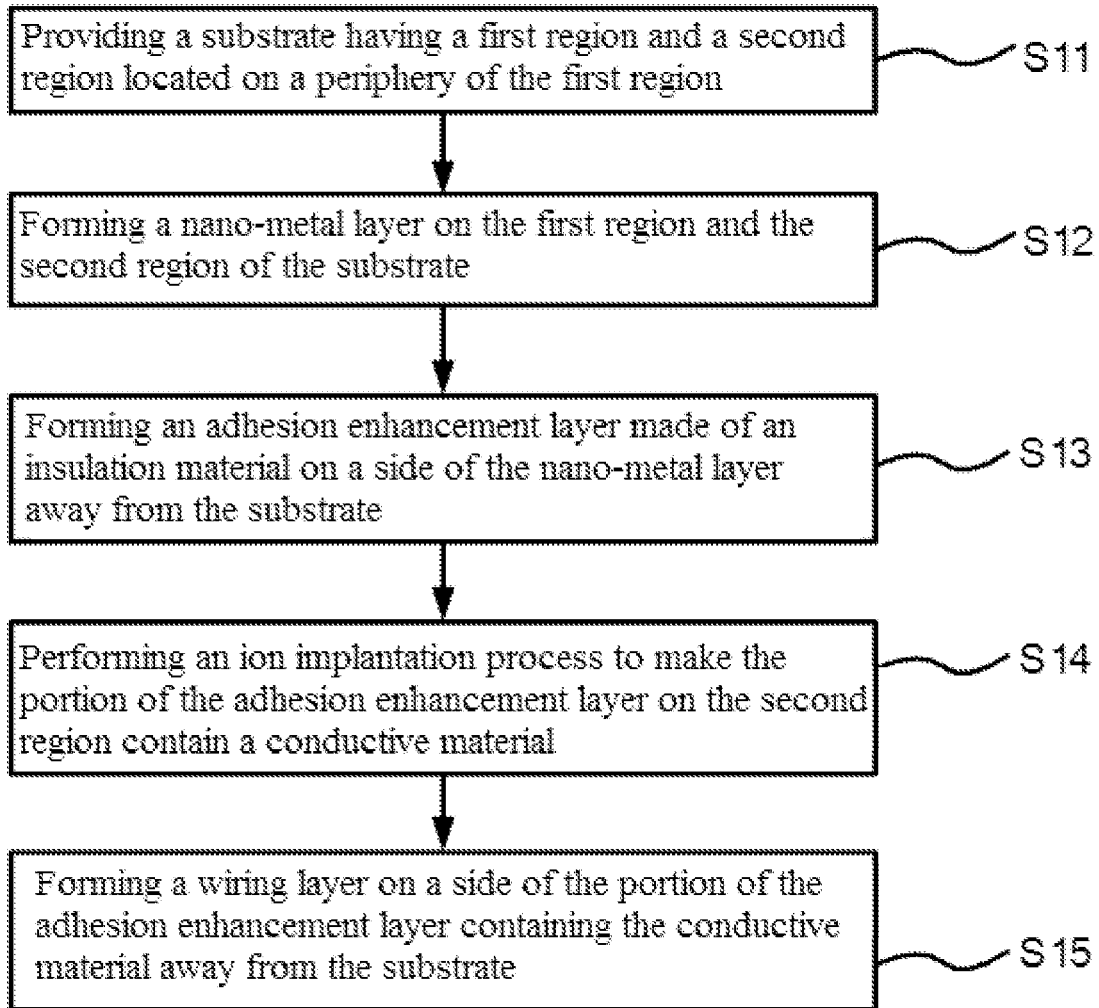 Providing a substrate having a first region and a second
region located on a periphery of the first region
S11
Forming a nano-metal layer on the first region and the
second region of the substrate
S12
Forming an adhesion enhancement layer made of an
insulation material on a side of the nano-metal layer
away from the substrate
S13
Performing an ion implantation process to make the
portion of the adhesion enhancement layer on the second
region contain a conductive material
S14
Forming a wiring layer on a side of the portion of the
adhesion enhancement layer containing the conductive
material away from the substrate
S15